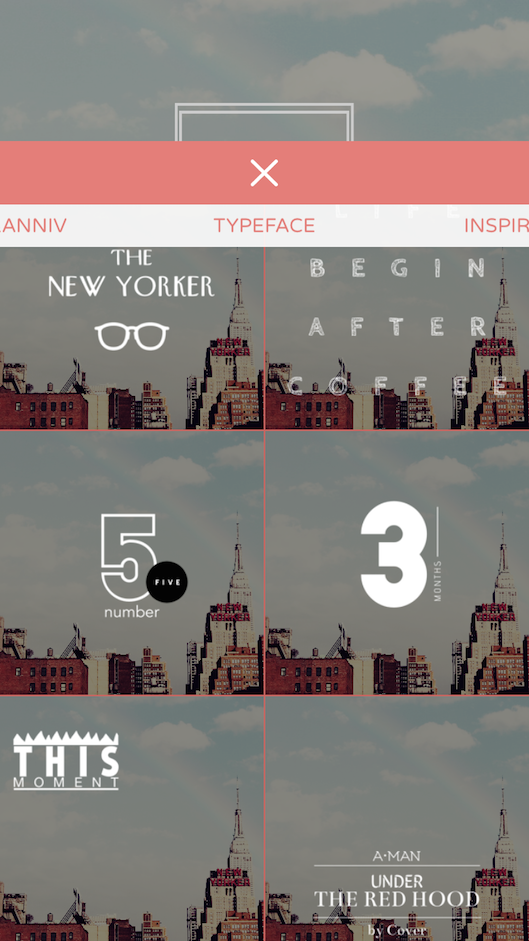 ANNIV
TYPEFACE
INSPIR
THE
NEW YORKER
LIFE
BEGIN
AFTER
COFFEE
5
FIVE
number
3
MONTHS
THIS
MOMENT
A·MAN
UNDER
THE RED HOOD
by Cover